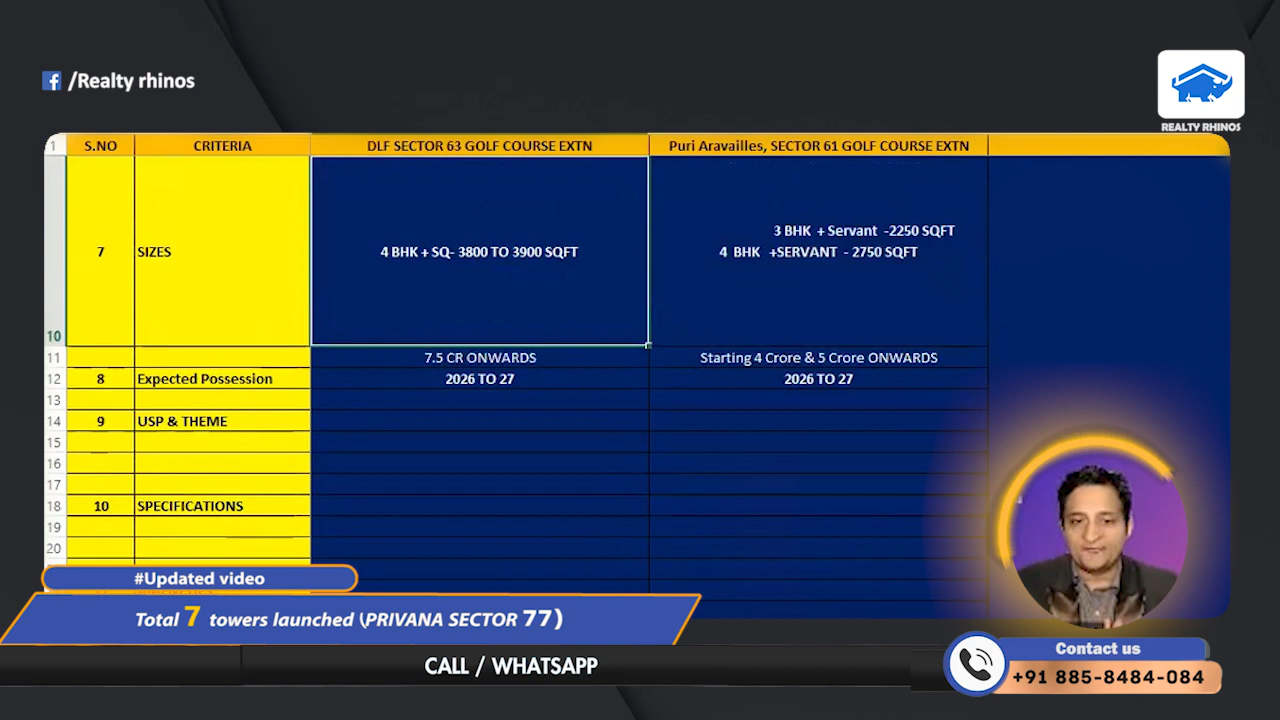 /Realty rhinos
REALTY RHINOS
1 S.NO CRITERIA DLF SECTOR 63 GOLF COURSE EXTN Puri Aravailles, SECTOR 61 GOLF COURSE EXTN
3 BHK + Servant -2250 SQFT
7 SIZES 4 BHK + SQ- 3800 TO 3900 SQFT 4 BHK +SERVANT - 2750 SQFT
10
11 7.5 CR ONWARDS Starting 4 Crore & 5 Crore ONWARDS
12 8 Expected Possession 2026 TO 27 2026 TO 27
13
14 9 USP & THEME
15
16
17
18 10 SPECIFICATIONS
19
20
#Updated video
Total 7 towers launched (PRIVANA SECTOR 77)
CALL / WHATSAPP
Contact us
+91 885-8484-084